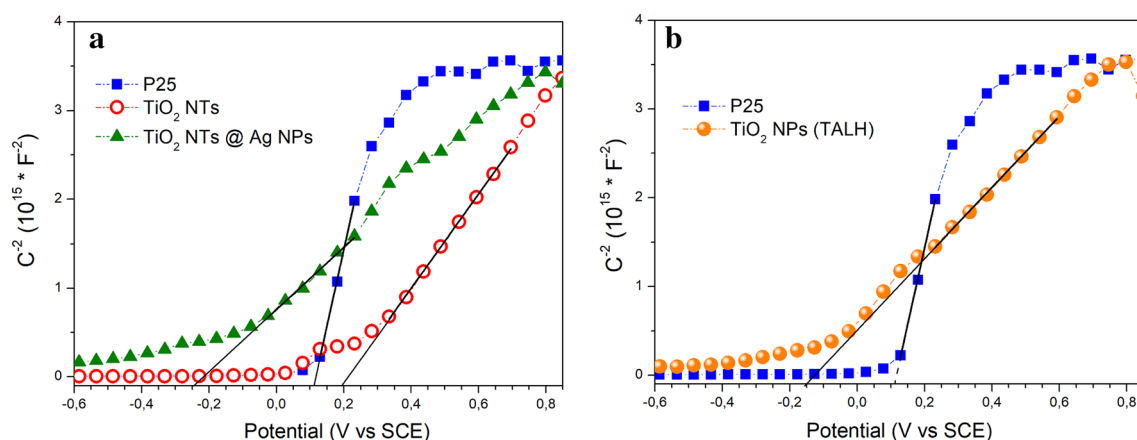 a
P25
TiO2 NTs
TiO2 NTs @ Ag NPs
C-2 (1015 * F-2)
4
3
2
1
0
-0,6 -0,4 -0,2 0,0 0,2 0,4 0,6 0,8
Potential (V vs SCE)
b
P25
TiO2 NPs (TALH)
C-2 (1015 * F-2)
4
3
2
1
0
-0,6 -0,4 -0,2 0,0 0,2 0,4 0,6 0,8
Potential (V vs SCE)